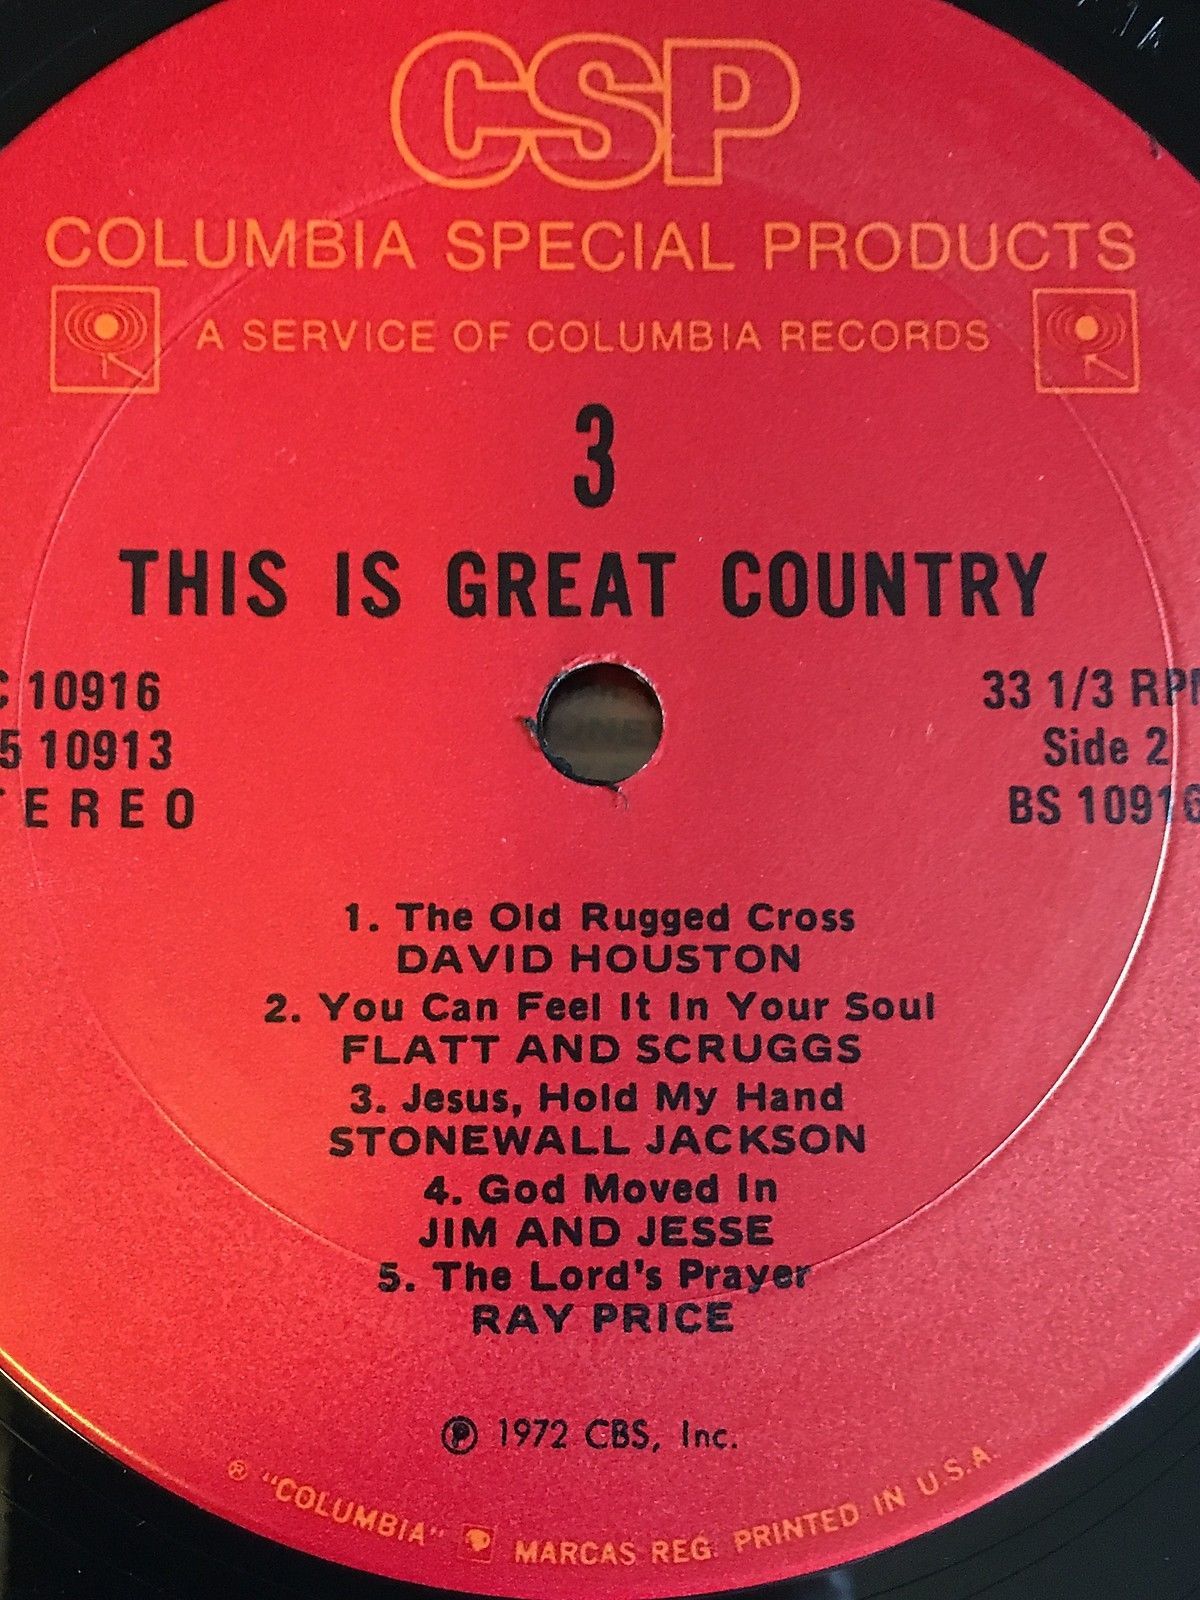 CSP
COLUMBIA SPECIAL PRODUCTS
A SERVICE OF COLUMBIA RECORDS
3
THIS IS GREAT COUNTRY
C 10916
5 10913
TEREO
33 1/3 RPM
Side 2
BS 10916
1. The Old Rugged Cross
DAVID HOUSTON
2. You Can Feel It In Your Soul
FLATT AND SCRUGGS
3. Jesus, Hold My Hand
STONEWALL JACKSON
4. God Moved In
JIM AND JESSE
5. The Lord's Prayer
RAY PRICE
Ⓟ 1972 CBS, Inc.
® "COLUMBIA" MARCAS REG. PRINTED IN U.S.A.